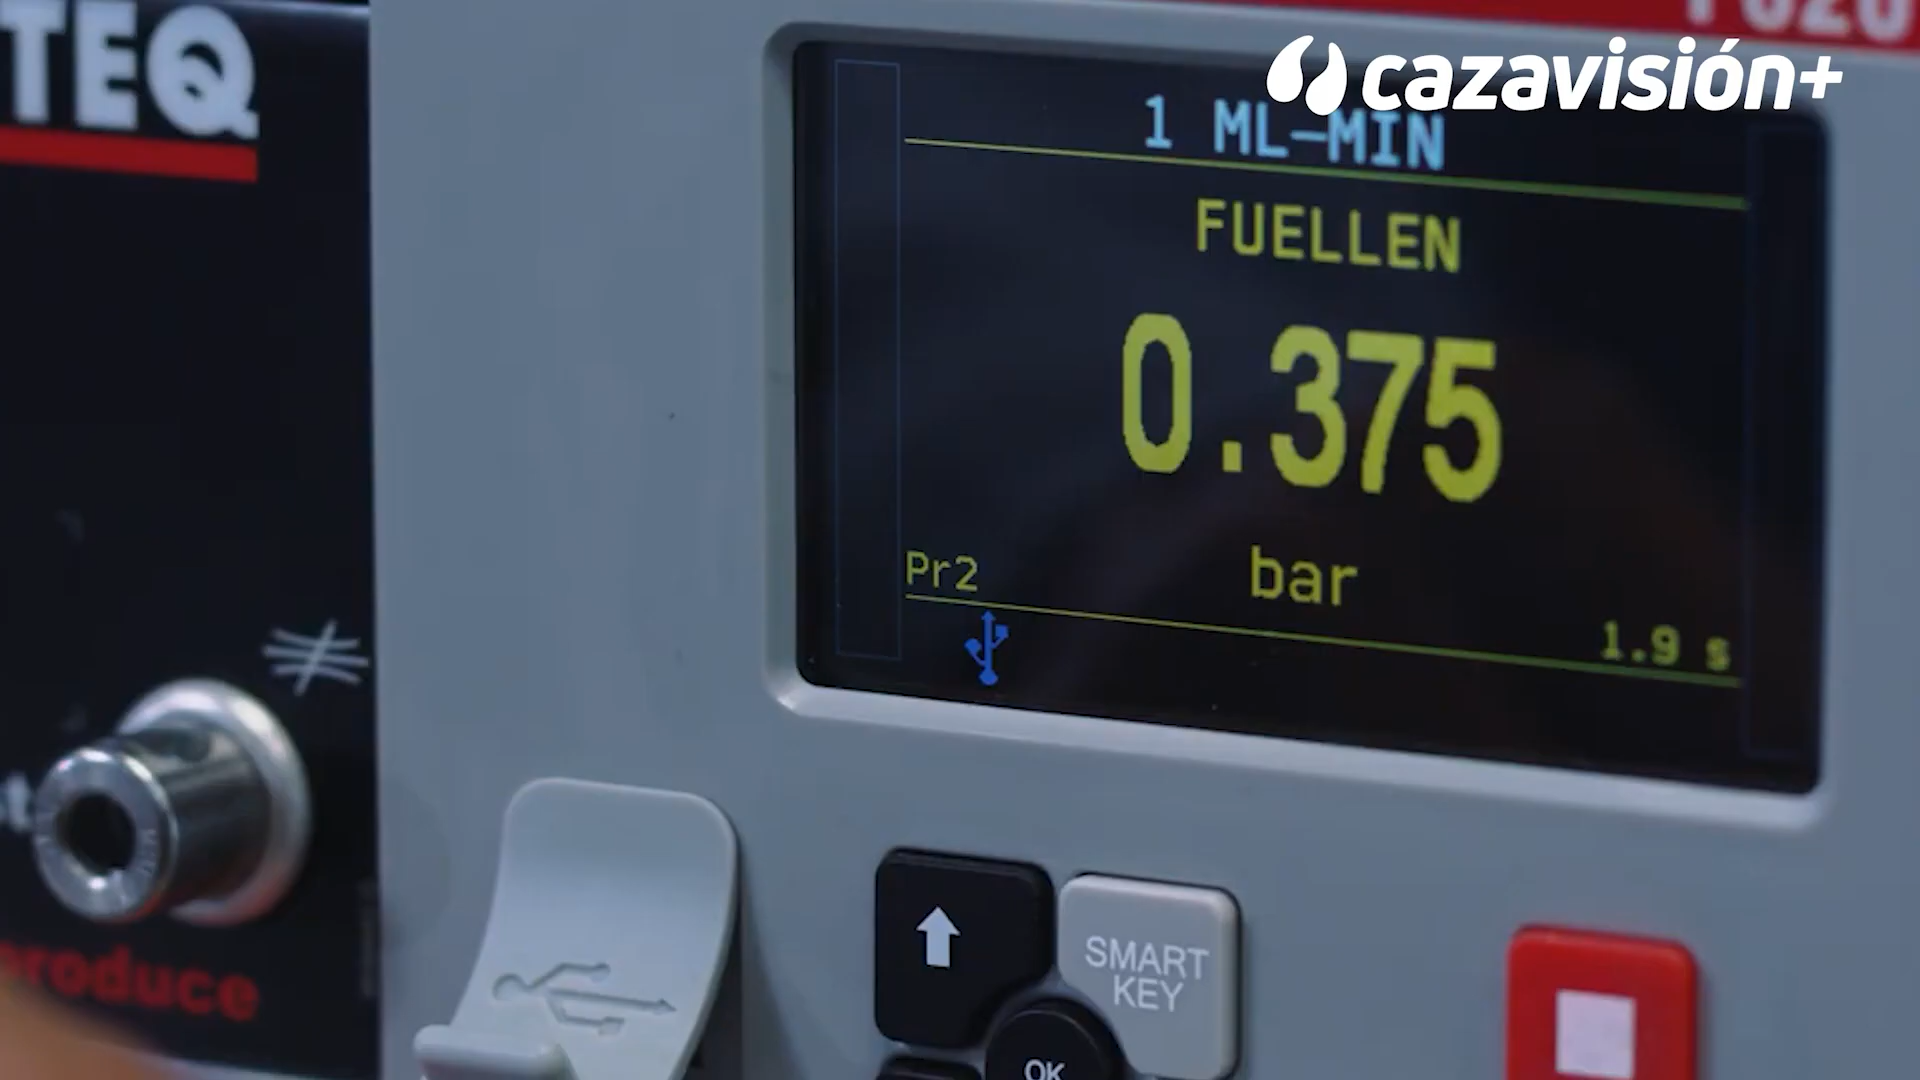 TEQ
cazavisión+
1 ML-MIN
FUELLEN
0.375
bar
Pr2
1.9 s
produce
SMART
KEY
OK